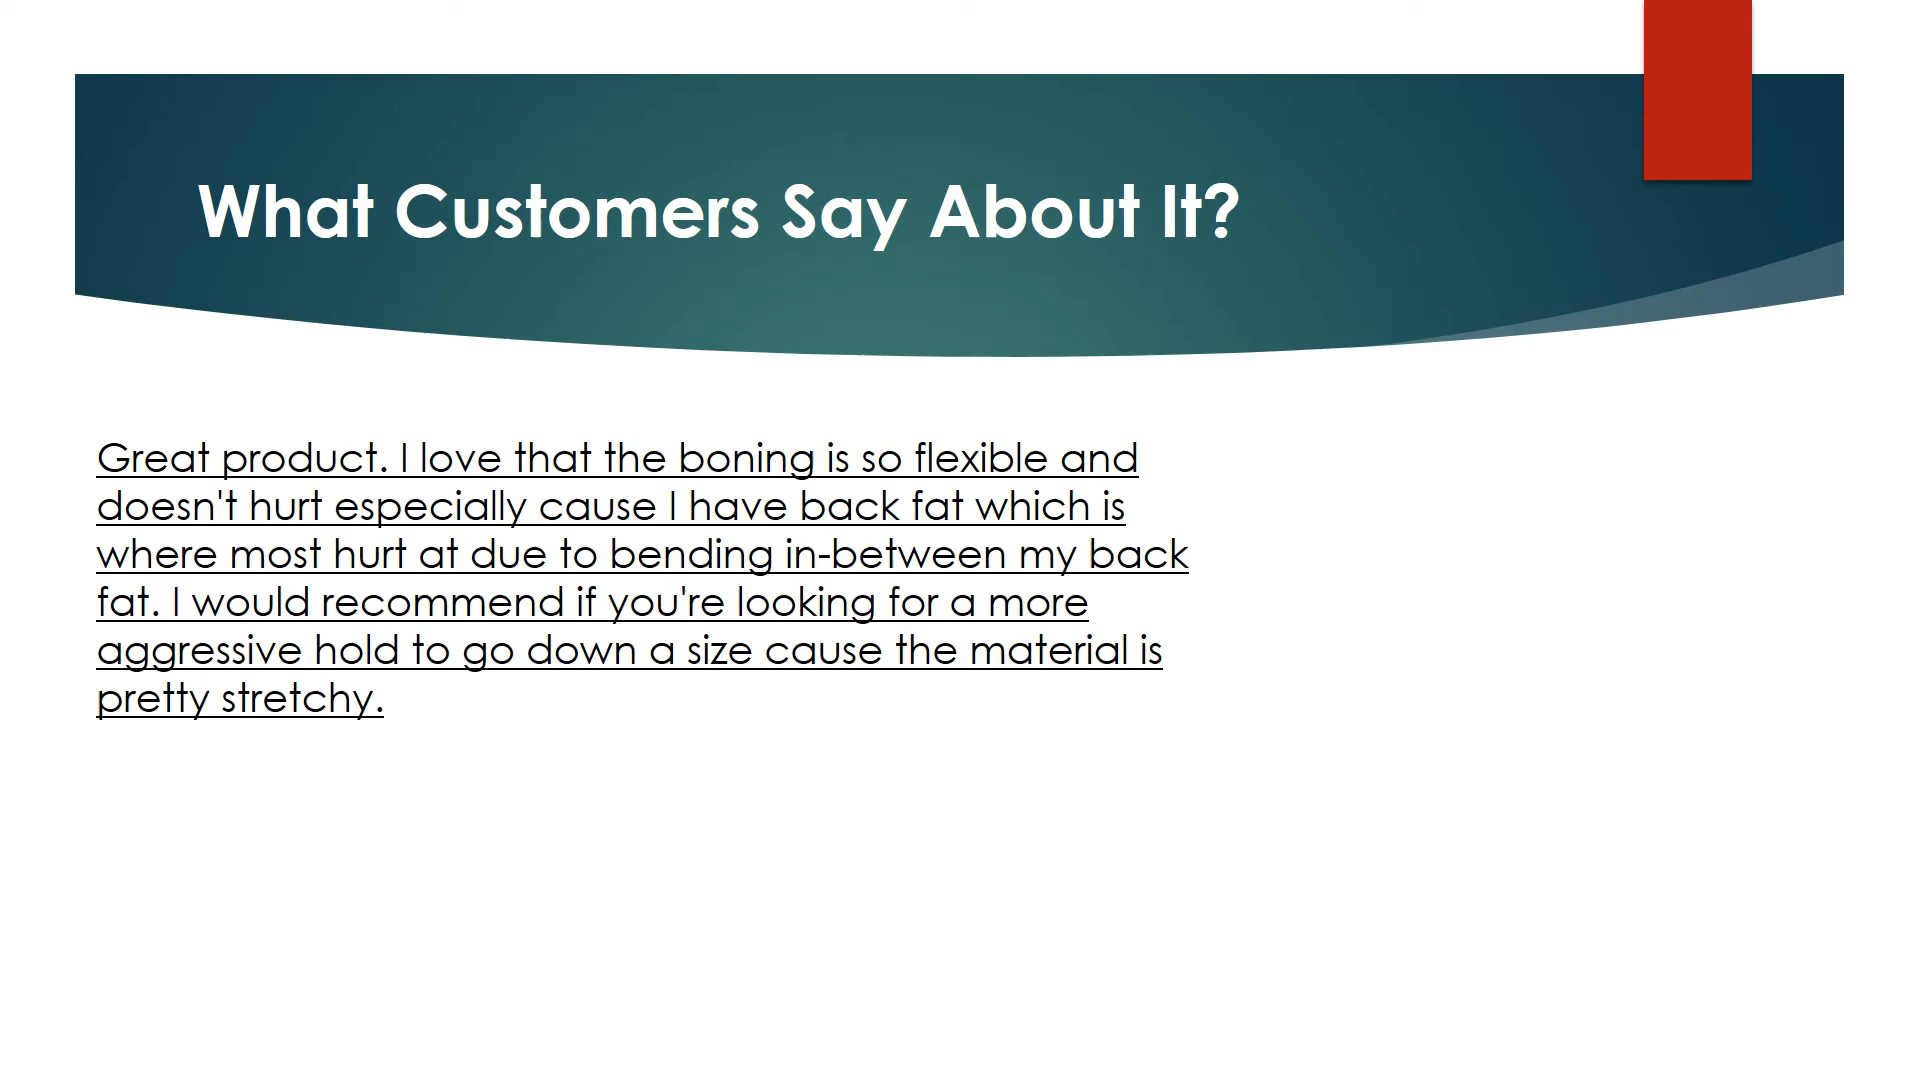 What Customers Say About It?
Great product. I love that the boning is so flexible and
doesn't hurt especially cause I have back fat which is
where most hurt at due to bending in-between my back
fat. I would recommend if you're looking for a more
aggressive hold to go down a size cause the material is
pretty stretchy.